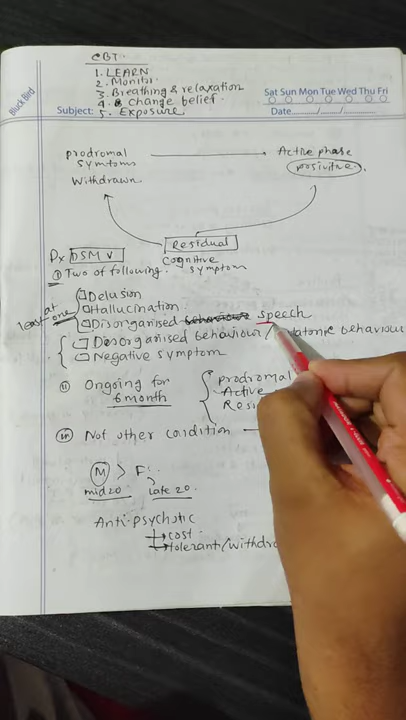 CBT.
1. LEARN
2. Monitor
3. Breathing & relaxation
4. change belief.
5. Exposure
Black Bird
Subject:
Sat Sun Mon Tue Wed Thu Fri
Date ............/............/............
prodromal symptoms
Withdrawn
Active phase
posivitve.
Residual
Cognitive symptom
Dx DSM V
i Two of following.
at least one
Delusion
Hallucination.
Disorganised speech
Disorganised behaviour / behaviour
Negative symptom
ii Ongoing for 6 month
prodromal
Active
iii Not other condition
M > F
mid 20 late 20.
Anti-psychotic
cost.
tolerant/